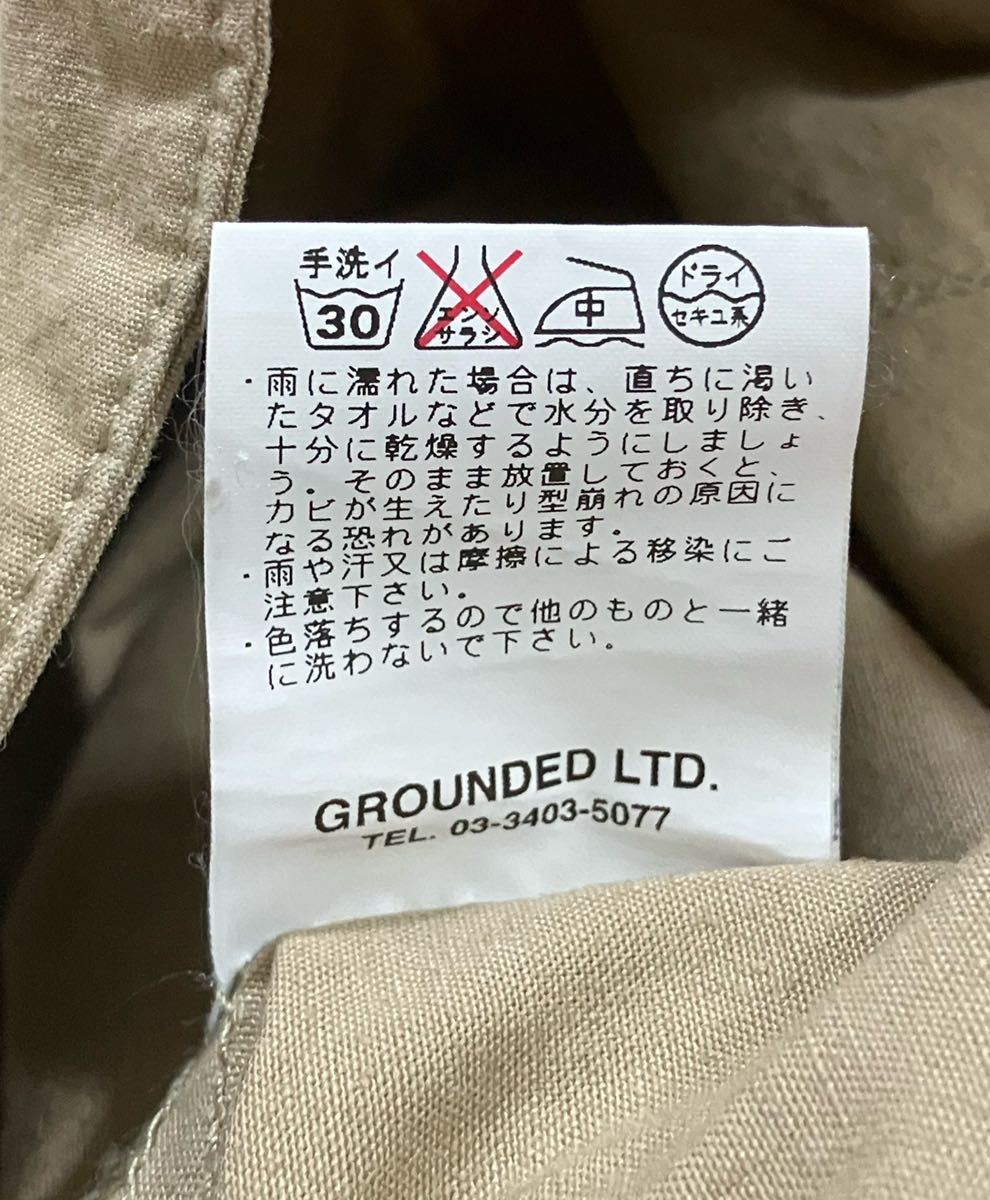 手洗イ
30
エンソ
サラシ
中
ドライ
セキユ系
・雨に濡れた場合は、直ちに渇い
たタオルなどで水分を取り除き、
十分に乾燥するようにしましょ
う。そのまま放置しておくと、
カビが生えたり型崩れの原因に
なる恐れがあります。
・雨や汗又は摩擦による移染にご
注意下さい。
・色落ちするので他のものと一緒
に洗わないで下さい。
GROUNDED LTD.
TEL. 03-3403-5077